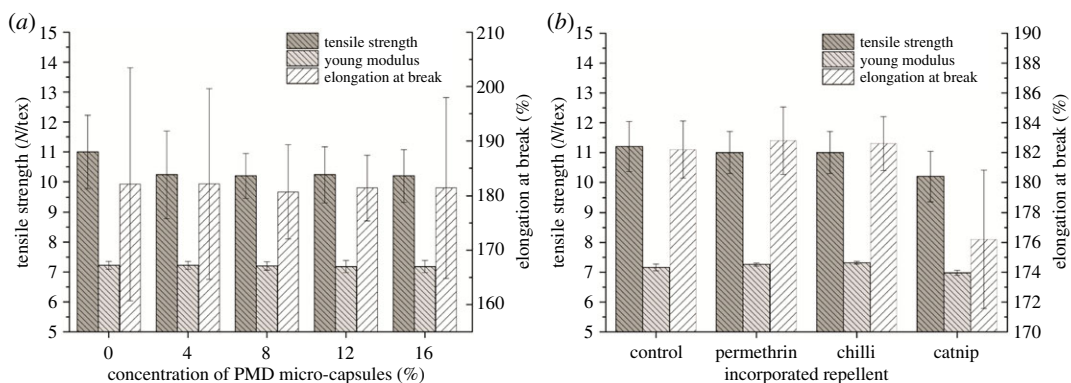 (a)
15
14
13
12
11
10
9
8
7
6
5
tensile strength (N/tex)
tensile strength
young modulus
elongation at break
210
200
190
180
170
160
elongation at break (%)
0 4 8 12 16
concentration of PMD micro-capsules (%)
(b)
15
14
13
12
11
10
9
8
7
6
5
tensile strength (N/tex)
tensile strength
young modulus
elongation at break
190
188
186
184
182
180
178
176
174
172
170
elongation at break (%)
control permethrin chilli catnip
incorporated repellent